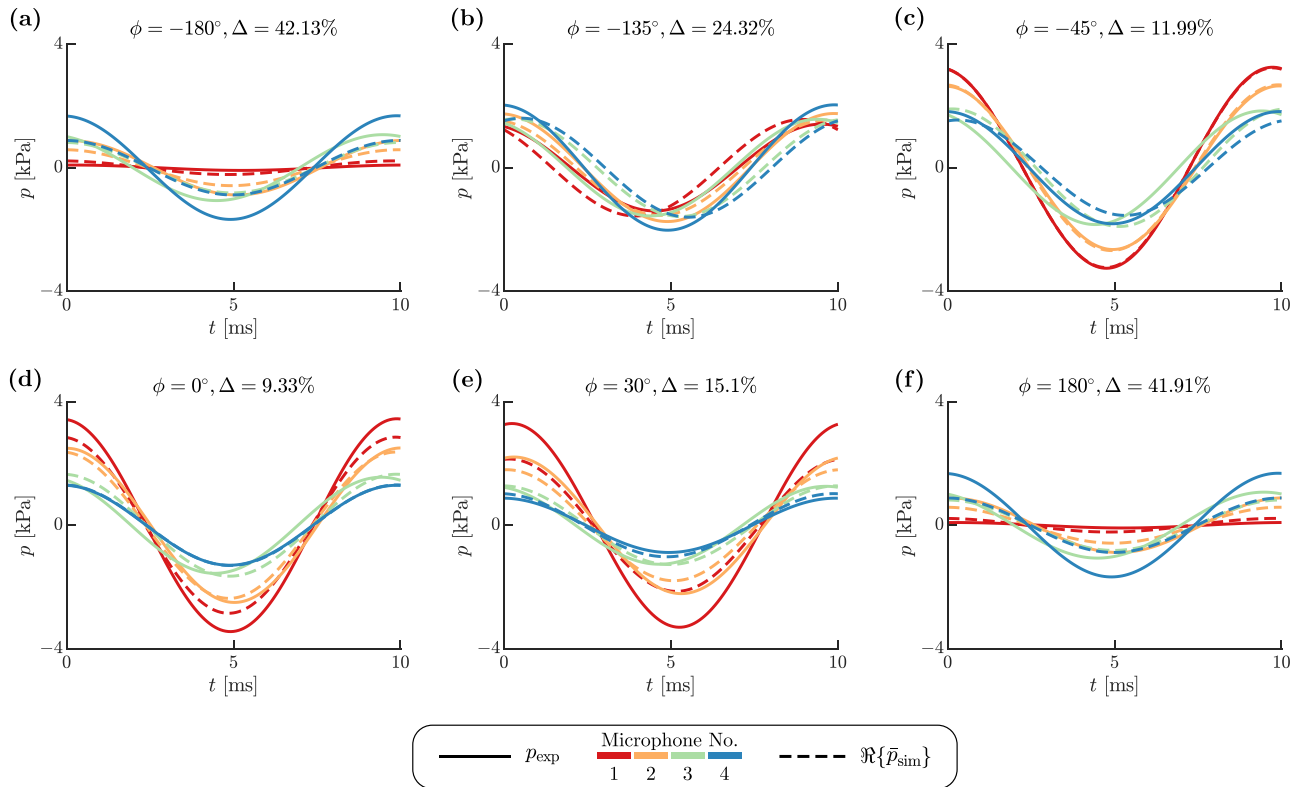 (a) ϕ = −180°, Δ = 42.13%
4
0
−4
p [kPa]
0 5 10
t [ms]
(b) ϕ = −135°, Δ = 24.32%
4
0
−4
p [kPa]
0 5 10
t [ms]
(c) ϕ = −45°, Δ = 11.99%
4
0
−4
p [kPa]
0 5 10
t [ms]
(d) ϕ = 0°, Δ = 9.33%
4
0
−4
p [kPa]
0 5 10
t [ms]
(e) ϕ = 30°, Δ = 15.1%
4
0
−4
p [kPa]
0 5 10
t [ms]
(f) ϕ = 180°, Δ = 41.91%
4
0
−4
p [kPa]
0 5 10
t [ms]
Microphone No.
p_exp
ℜ{p̄_sim}
1 2 3 4